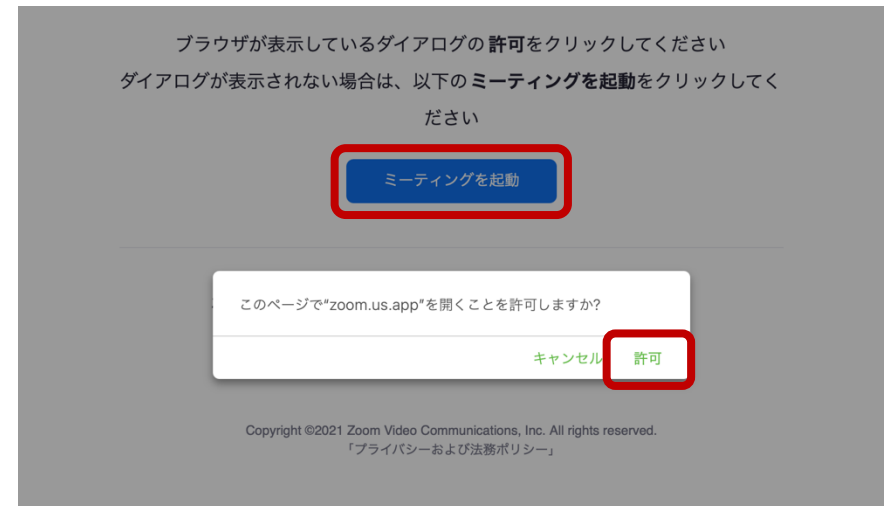 ブラウザが表示しているダイアログの 許可をクリックしてください
ダイアログが表示されない場合は、以下の ミーティングを起動をクリックしてく
ださい
ミーティングを起動
このページで“zoom.us.app”を開くことを許可しますか?
キャンセル 許可
Copyright ©2021 Zoom Video Communications, Inc. All rights reserved.
「プライバシーおよび法務ポリシー」